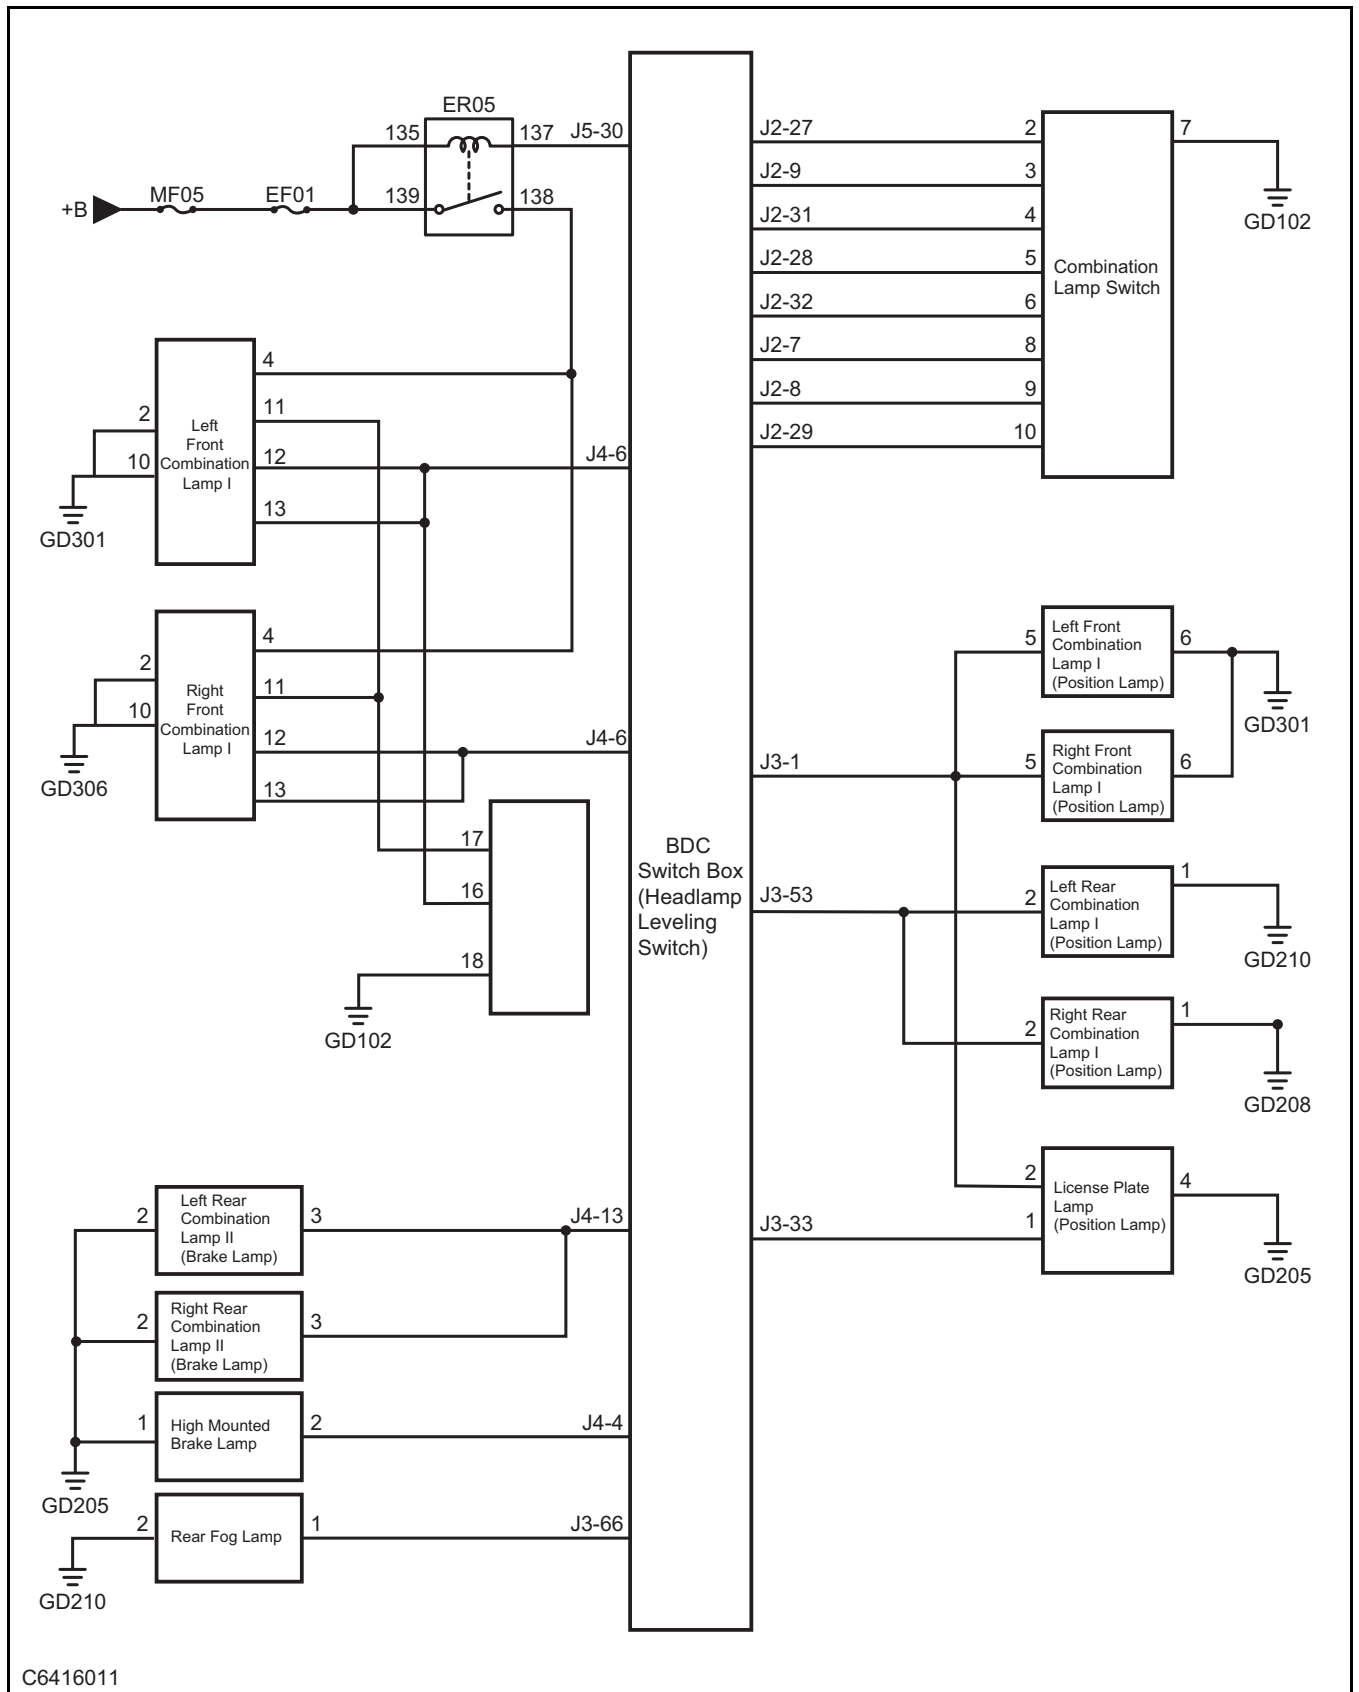 ER05
135
137
J5-30
+B
MF05
EF01
139
138
Left
Front
Combination
Lamp I
2
10
4
11
12
13
J4-6
GD301
Right
Front
Combination
Lamp I
2
10
4
11
12
13
J4-6
GD306
17
16
18
GD102
BDC
Switch Box
(Headlamp
Leveling
Switch)
Left Rear
Combination
Lamp II
(Brake Lamp)
2
3
J4-13
Right Rear
Combination
Lamp II
(Brake Lamp)
2
3
High Mounted
Brake Lamp
1
2
J4-4
GD205
Rear Fog Lamp
2
1
J3-66
GD210
J2-27
2
J2-9
3
J2-31
4
J2-28
5
J2-32
6
J2-7
8
J2-8
9
J2-29
10
Combination
Lamp Switch
7
GD102
Left Front
Combination
Lamp I
(Position Lamp)
5
6
GD301
Right Front
Combination
Lamp I
(Position Lamp)
J3-1
5
6
Left Rear
Combination
Lamp I
(Position Lamp)
J3-53
2
1
GD210
Right Rear
Combination
Lamp I
(Position Lamp)
2
1
GD208
License Plate
Lamp
(Position Lamp)
2
4
J3-33
1
GD205
C6416011